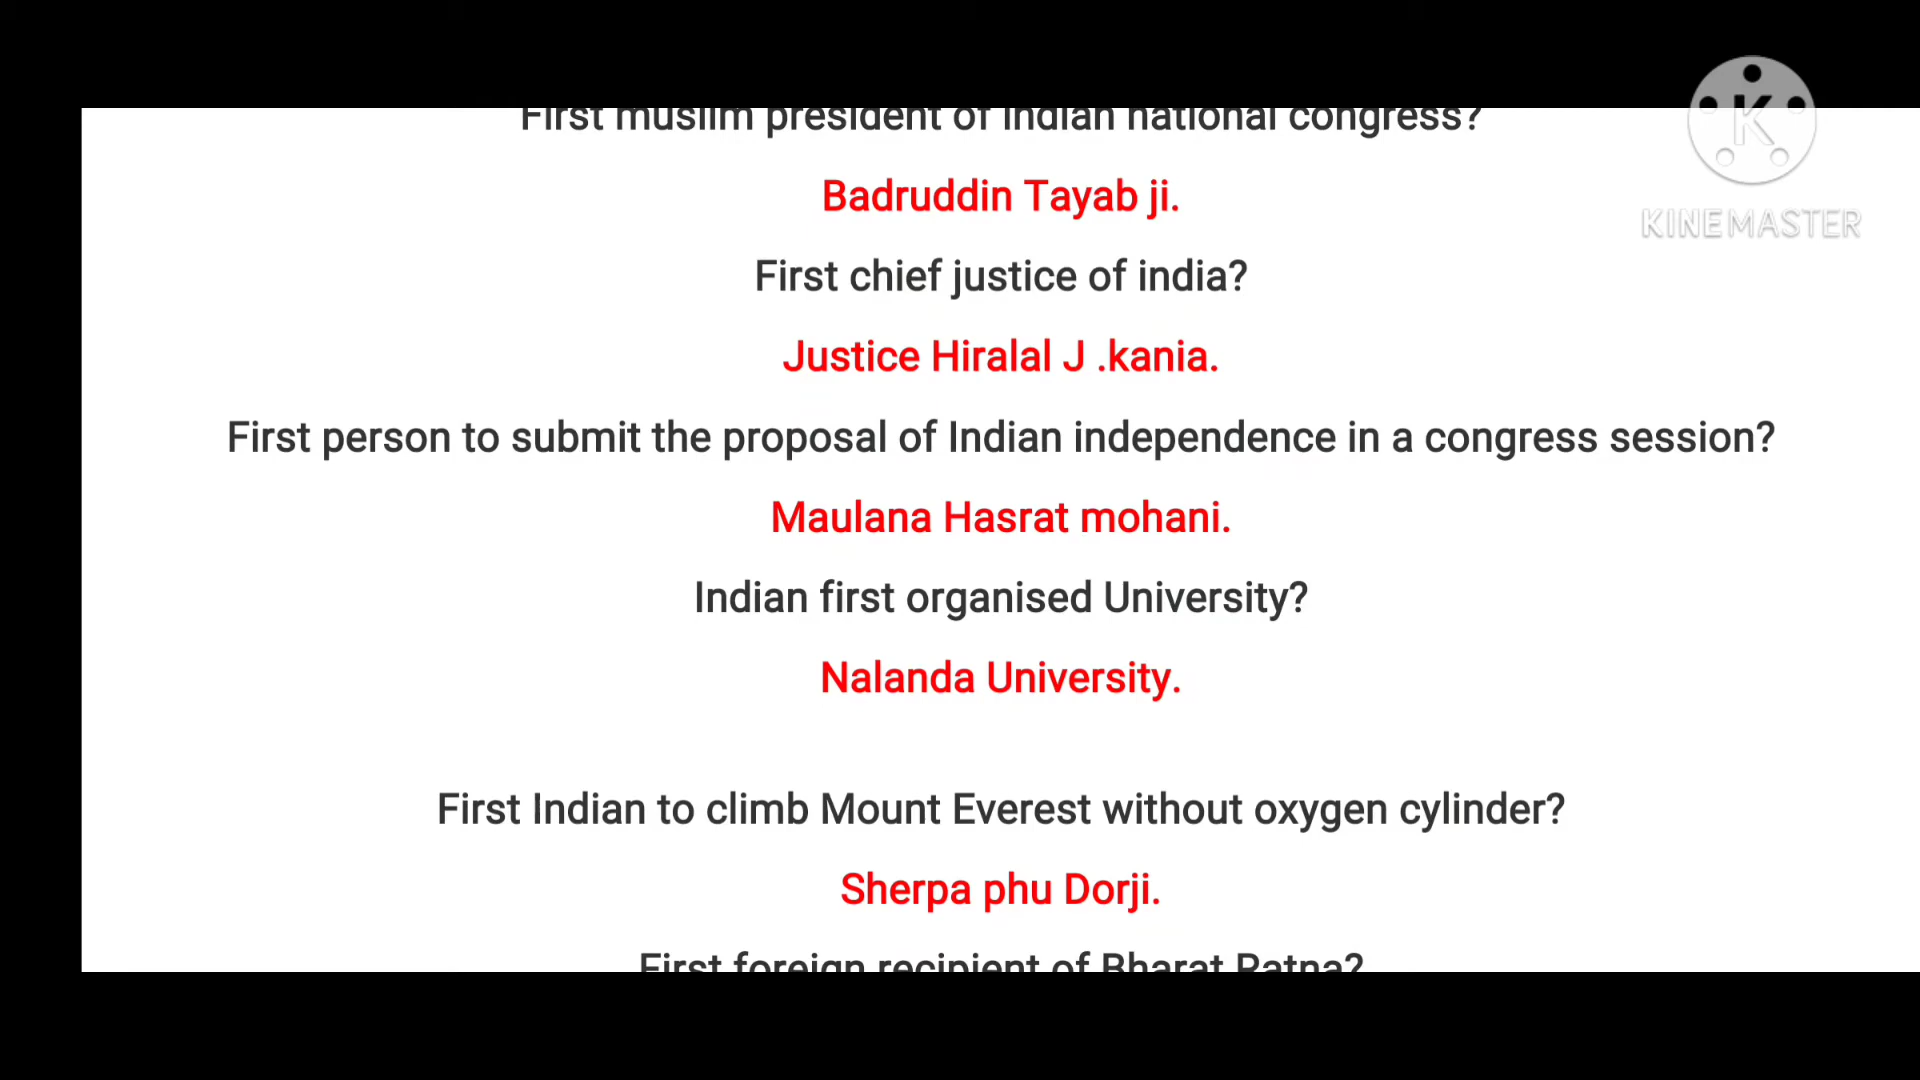 First muslim president of Indian national congress?
Badruddin Tayab ji.
First chief justice of india?
Justice Hiralal J .kania.
First person to submit the proposal of Indian independence in a congress session?
Maulana Hasrat mohani.
Indian first organised University?
Nalanda University.
First Indian to climb Mount Everest without oxygen cylinder?
Sherpa phu Dorji.
First foreign recipient of Bharat Ratna?
K
KINEMASTER